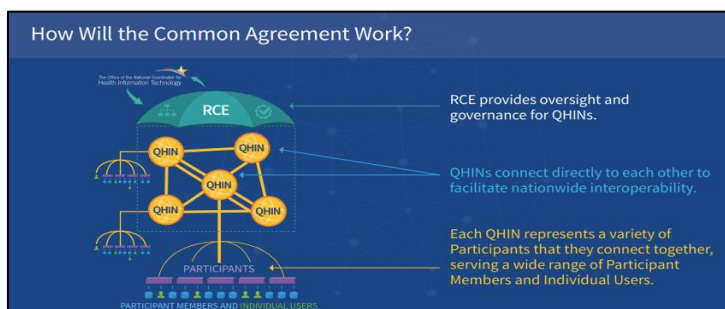 How Will the Common Agreement Work?
The Office of the National Coordinator for
Health Information Technology
RCE
RCE provides oversight and
governance for QHINs.
QHIN
QHIN
QHIN
QHIN
QHIN
QHINs connect directly to each other to
facilitate nationwide interoperability.
Each QHIN represents a variety of
Participants that they connect together,
serving a wide range of Participant
Members and Individual Users.
PARTICIPANTS
PARTICIPANT MEMBERS AND INDIVIDUAL USERS